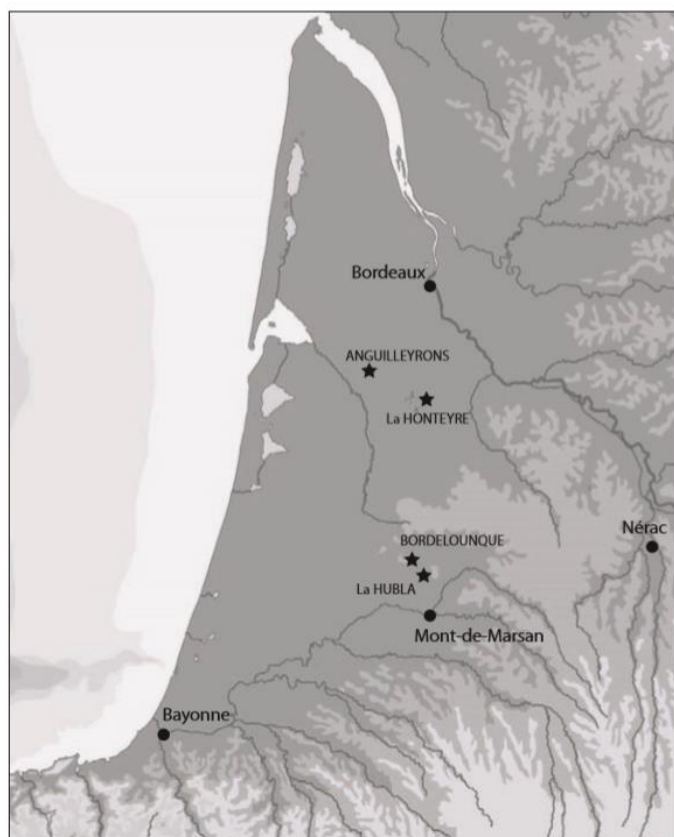 Bordeaux
ANGUILLEYRONS
La HONTEYRE
Nérac
BORDELOUNQUE
La HUBLA
Mont-de-Marsan
Bayonne